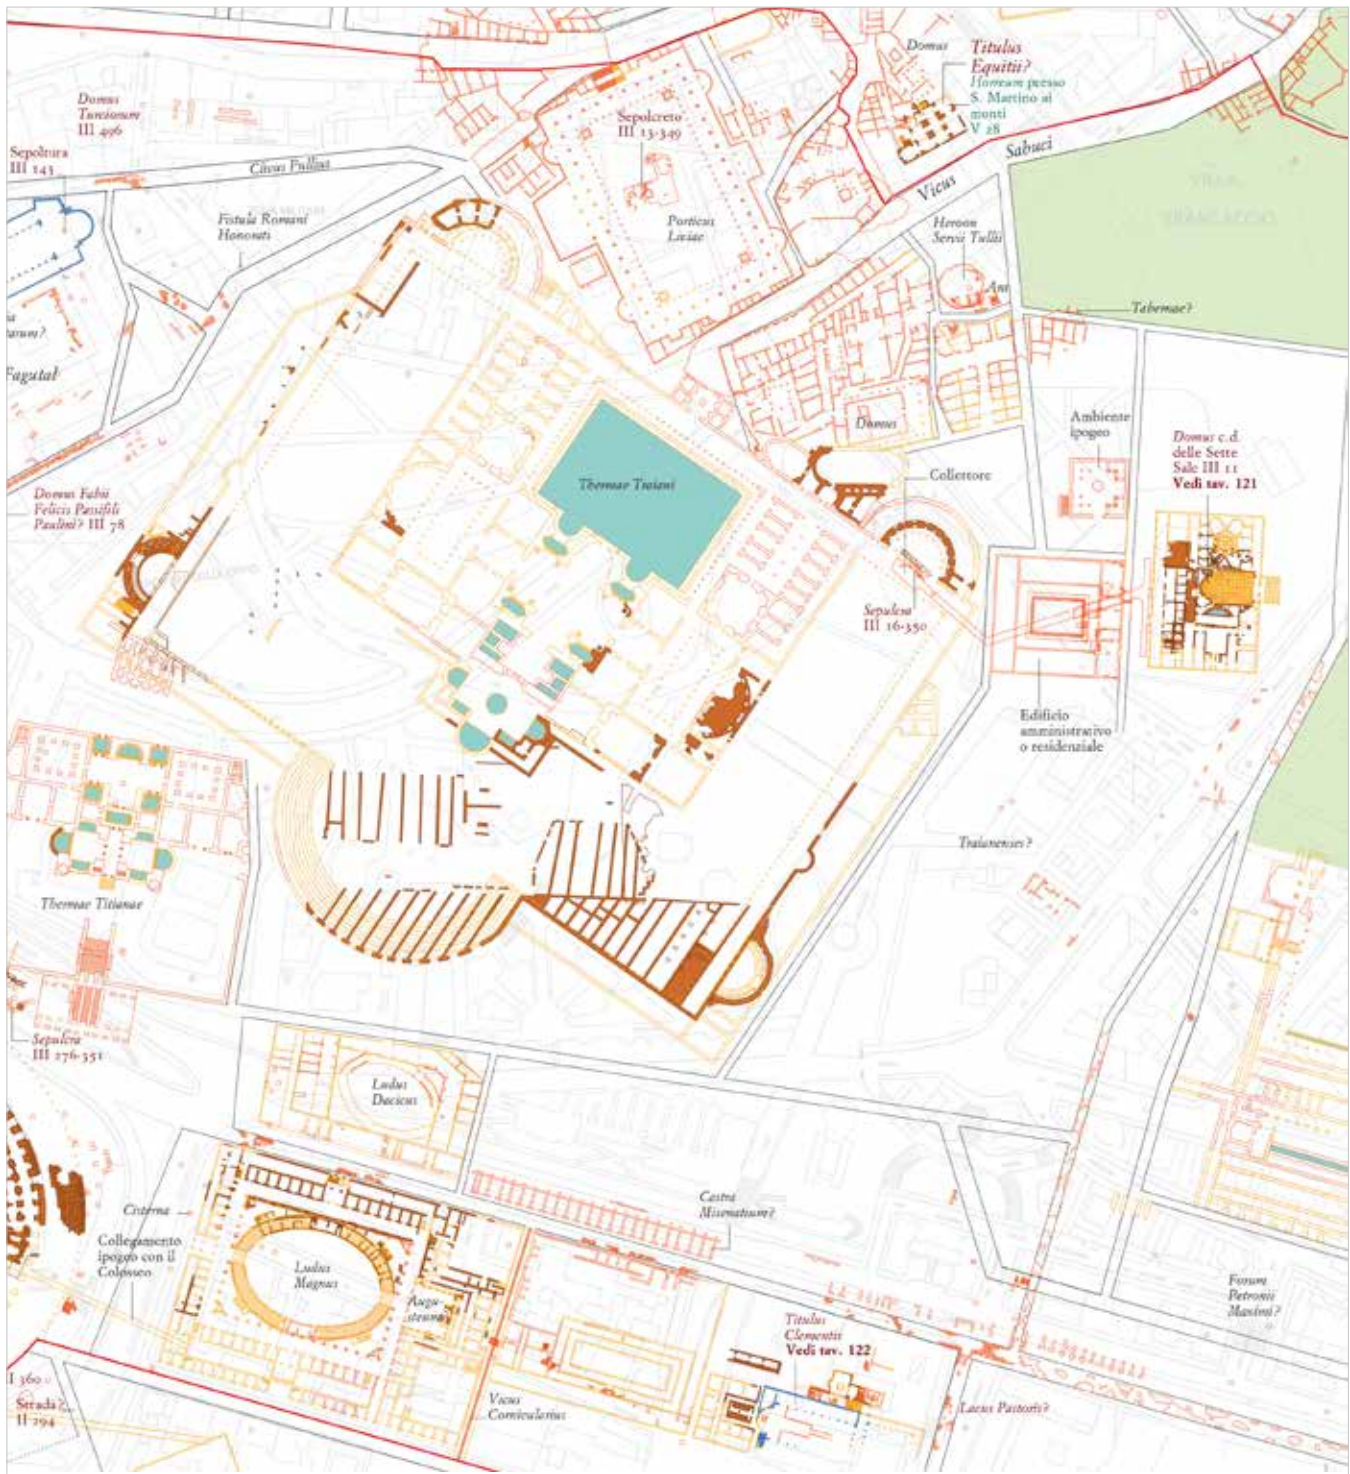 Domus
Titulus
Equitii?
Horreum presso
S. Martino ai
monti
V 28
Domus
Turciorum
III 496
Sepolcreto
III 13-349
Sepoltura
III 143
Clivus Pullius
Vicus
Sabuci
Fistula Romani
Honorati
Porticus
Liviae
Heroon
Servii Tullii
VILLA
BRANCACCIO
Tabernae?
Fagutal
Domus
Ambiente
ipogeo
Domus c.d.
delle Sette
Sale III 11
Vedi tav. 121
Collettore
Thermae Traiani
Domus Fabii
Felicis Passifili
Paulini? III 78
Sepulcra
III 16-350
Edificio
amministrativo
o residenziale
Traianenses?
Thermae Titianae
Sepulcra
III 276-351
Ludus
Dacicus
Cisterna
Castra
Misenatium?
Collegamento
ipogeo con il
Colosseo
Ludus
Magnus
Augu-
steum
Forum
Petronii
Maximi?
Titulus
Clementis
Vedi tav. 122
I 360
Strada?
II 294
Vicus
Cornicularius
Lacus Pastoris?